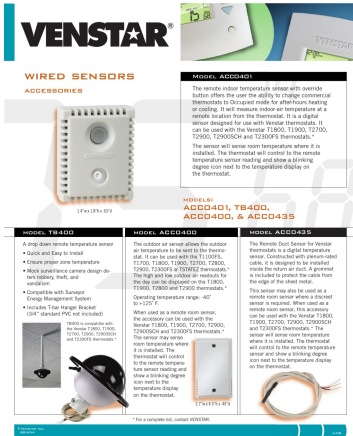 VENSTAR®
WIRED SENSORS
ACCESSORIES
MODEL ACC0401
The remote indoor temperature sensor with override
button offers the user the ability to change commercial
thermostats to Occupied mode for after-hours heating
or cooling. It will measure indoor-air temperature at a
remote location from the thermostat. It is a digital
sensor designed for use with Venstar thermostats. It
can be used with the Venstar T1800, T1900, T2700,
T2900, T2900SCH and T2300FS thermostats.*
The sensor will sense room temperature where it is
installed. The thermostat will control to the remote
temperature sensor reading and show a blinking
degree icon next to the temperature display on
the thermostat.
MODELS:
ACC0401, TB400,
ACC0400, & ACC0435
MODEL TB400
A drop down remote temperature sensor
• Quick and Easy to Install
• Ensure proper zone temperature
• Mock surveillance camera design de-
ters robbery, theft, and
vandalism
• Compatible with Surveyor
Energy Management System
• Includes T-bar Hanger Bracket
(3/4" standard PVC not included)
TB400 is compatible with
the Venstar T1800, T1900,
T2700, T2900, T2900SCH
and T2300FS thermostats.*
MODEL ACC0400
The outdoor air sensor allows the outdoor
air temperature to be sent to the thermo-
stat. It can be used with the T1100FS,
T1700, T1800, T1900, T2700, T2800,
T2900, T2300FS or thermostats.*
The high and low outdoor air readouts for
the day can be displayed on the T1800,
T1900, T2800 and T2900 thermostats.*
Operating temperature range: -40°
to +125° F.
When used as a remote room sensor,
the accessory can be used with the
Venstar T1800, T1900, T2700, T2900,
T2900SCH and T2300FS thermostats.*
The sensor may sense
room temperature where
it is installed. The
thermostat will control
to the remote tempera-
ture sensor reading and
show a blinking degree
icon next to the
temperature display
on the thermostat.
* For a complete list, contact VENSTAR.
MODEL ACC0435
The Remote Duct Sensor for Venstar
thermostats is a digital temperature
sensor. Constructed with plenum-rated
cable, it is designed to be installed
inside the return air duct. A grommet
is included to protect the cable from
the edge of the sheet metal.
This sensor may also be used as a
remote room sensor where a discreet
sensor is required. When used as a
remote room sensor, this accessory
can be used with the Venstar T1800,
T1900, T2700, T2900, T2900SCH
and T2300FS thermostats.* The
sensor will sense room temperature
where it is installed. The thermostat
will control to the remote temperature
sensor and show a blinking degree
icon next to the temperature display
on the thermostat.